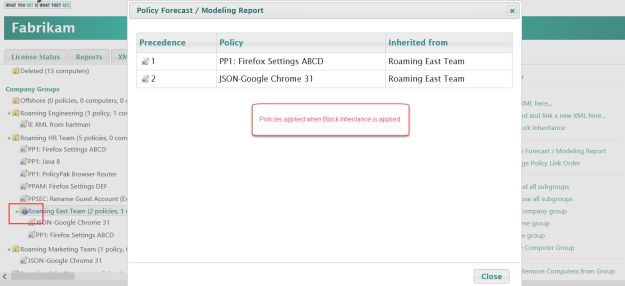 WHAT YOU SET IS WHAT THEY GET.
Fabrikam
License Status
Reports
XM
Deleted (13 computers)
Company Groups
Offshore (0 policies, 0 computers, 0 c
Roaming Engineering (1 policy, 1 com
IE XML from hartman
Roaming HR Team (5 policies, 0 comp
PP1: Firefox Settings ABCD
PP1: Java 8
PP1: PolicyPak Browser Router
PPAM: Firefox Settings DEF
PPSEC: Rename Guest Account (Ex
Roaming East Team (2 policies, 1 c
JSON-Google Chrome 31
PP1: Firefox Settings ABCD
Roaming Marketing Team (1 policy, 0
JSON-Google Chrome 31
Policy Forecast / Modeling Report
Precedence Policy Inherited from
1 PP1: Firefox Settings ABCD Roaming East Team
2 JSON-Google Chrome 31 Roaming East Team
Policies applied when Block Inheritance is applied
Close
XML here...
ad and link a new XML here...
ock Inheritance
y Forecast / Modeling Report
ge Policy Link Order
nd all subgroups
ose all subgroups
company group
me group
e group
e Computer Group
Remove Computers from Group